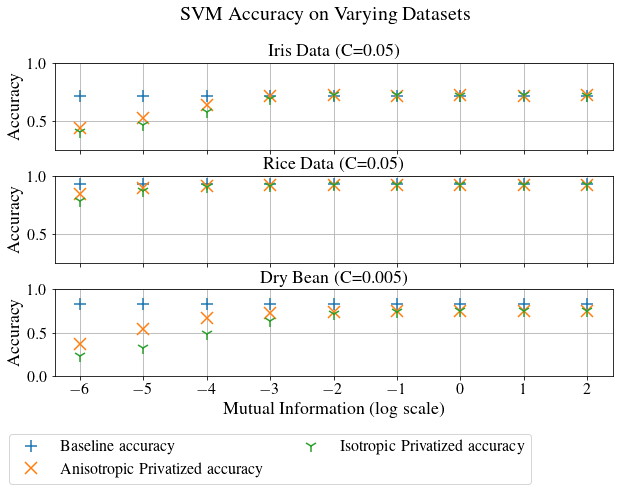 SVM Accuracy on Varying Datasets
Iris Data (C=0.05)
1.0
0.5
Accuracy
Rice Data (C=0.05)
1.0
0.5
Accuracy
Dry Bean (C=0.005)
1.0
0.5
0.0
Accuracy
−6 −5 −4 −3 −2 −1 0 1 2
Mutual Information (log scale)
Baseline accuracy
Anisotropic Privatized accuracy
Isotropic Privatized accuracy